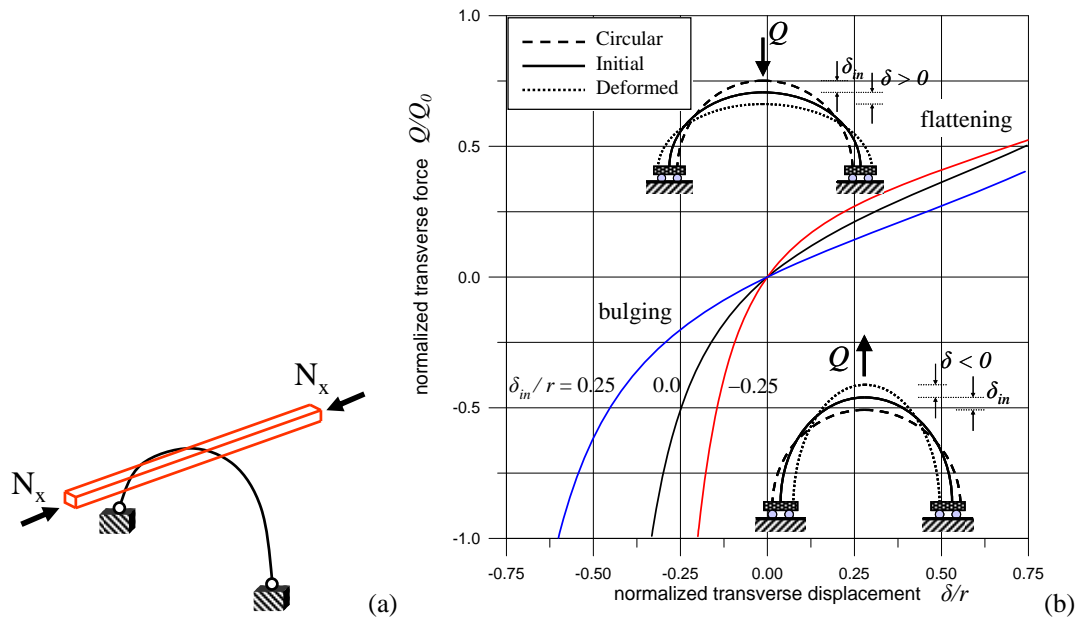 N_x
N_x
(a)
Circular
Initial
Deformed
Q
δ_in
δ > 0
flattening
bulging
δ_in / r = 0.25
0.0
–0.25
Q
δ < 0
δ_in
1.0
0.5
0.0
-0.5
-1.0
normalized transverse force Q/Q_0
-0.75
-0.50
-0.25
0.00
0.25
0.50
0.75
normalized transverse displacement δ/r
(b)